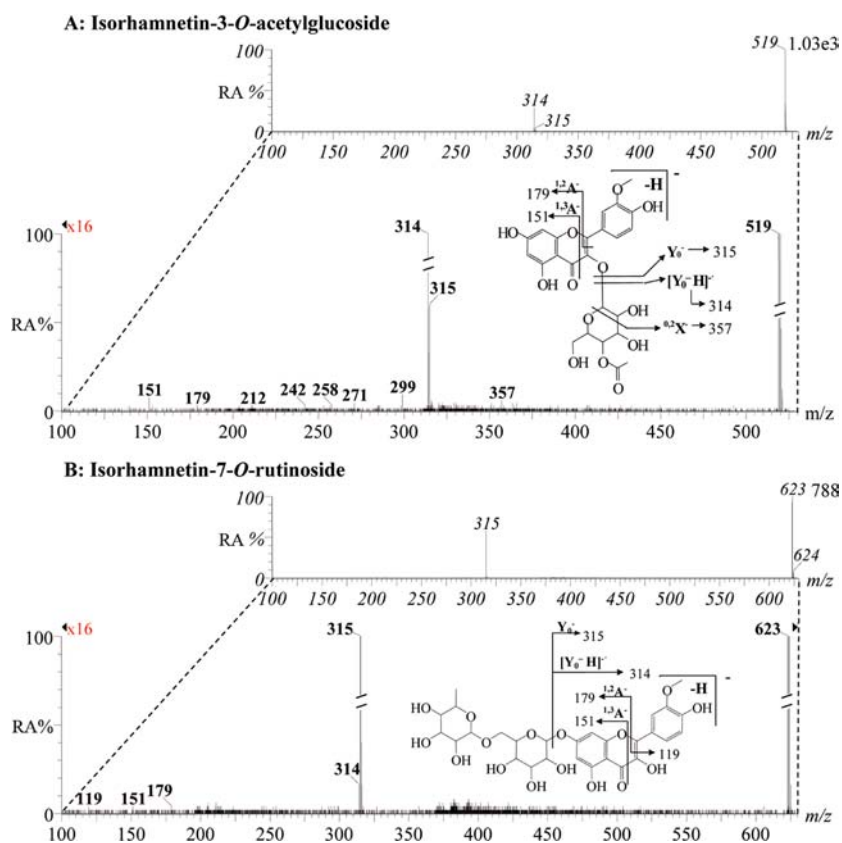 A: Isorhamnetin-3-O-acetylglucoside
100
519 1.03e3
RA %
314
315
0
m/z
100 150 200 250 300 350 400 450 500
x16
100
314
519
315
RA%
151 179 212 242 258 271 299 357
0
100 150 200 250 300 350 400 450 500
m/z
-H
-
O
OH
179 1,2A-
151 1,3A-
HO
O
O
OH O
Y0- 315
[Y0- H]-·
314
O OH
OH
0,2X- 357
HO O
O
B: Isorhamnetin-7-O-rutinoside
100
623 788
315
RA %
624
0
m/z
100 150 200 250 300 350 400 450 500 550 600
x16
100
315
623
Y0-
315
[Y0- H]-·
314
-H
-
179 1,2A-
151 1,3A-
O
OH
HO O
HO
OH
O
O
O
O
119
HO OH
OH
OH O
OH
RA%
314
119 151 179
0
100 150 200 250 300 350 400 450 500 550 600
m/z